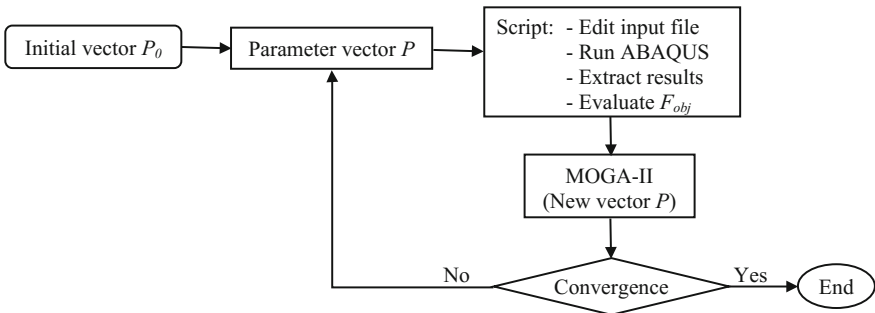 Initial vector P0
Parameter vector P
Script: - Edit input file
- Run ABAQUS
- Extract results
- Evaluate Fobj
MOGA-II
(New vector P)
Convergence
No
Yes
End